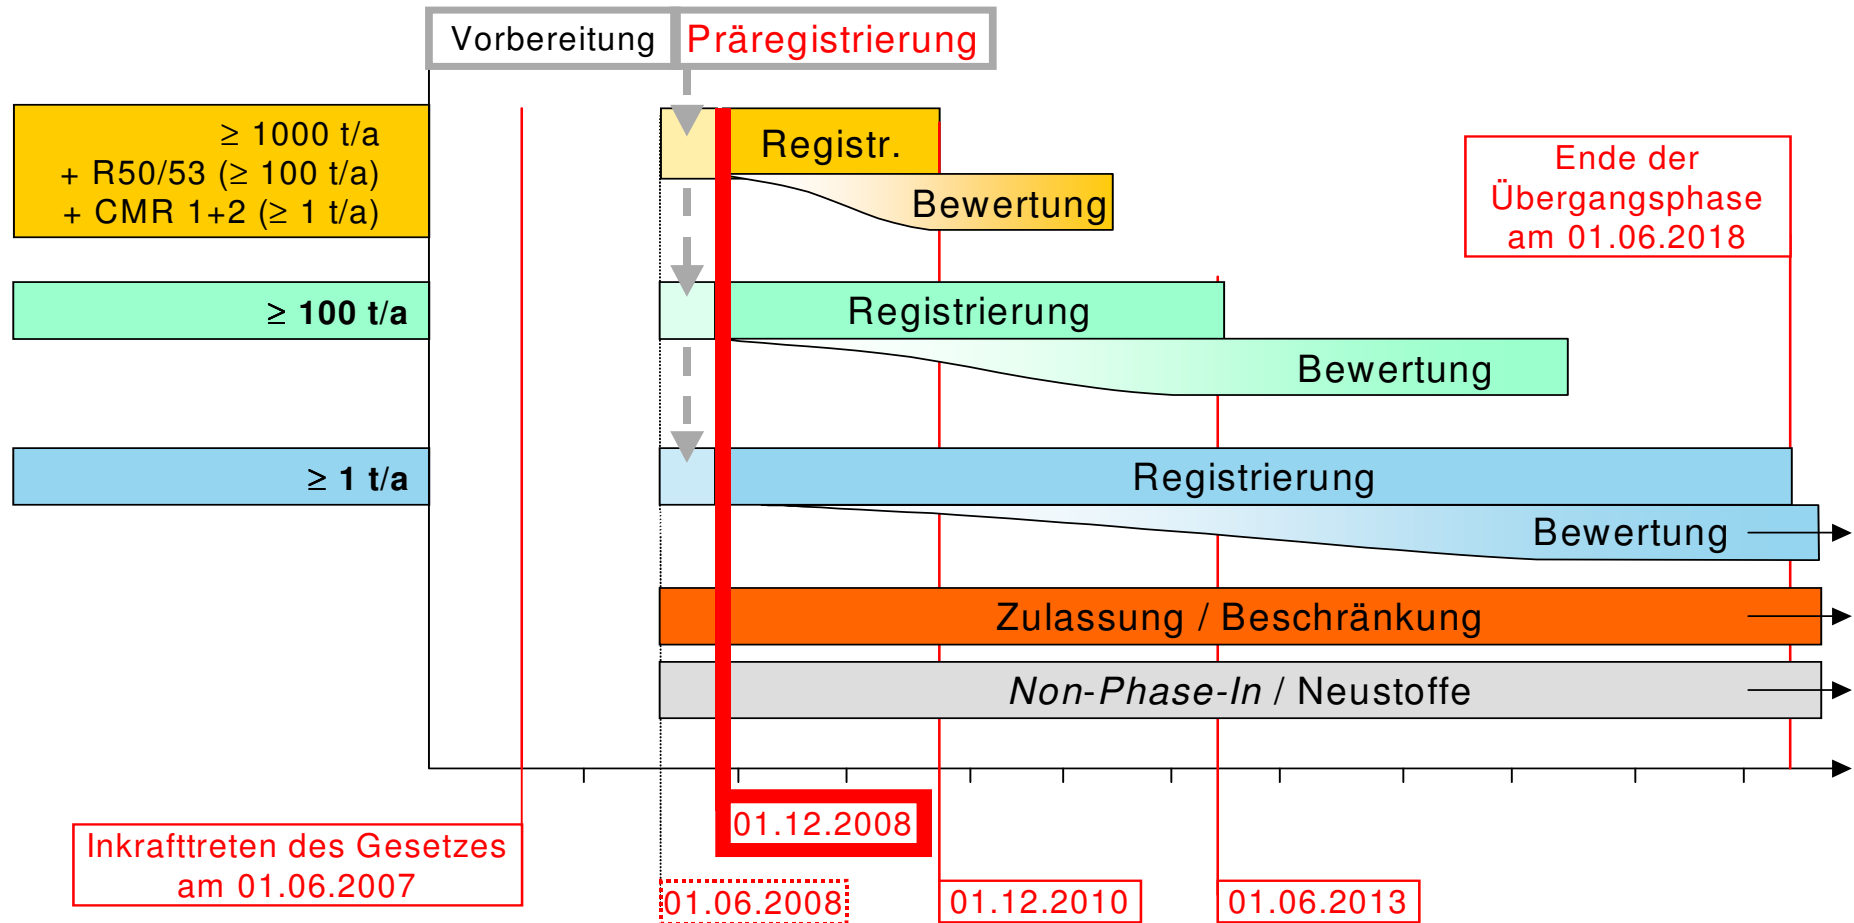 Vorbereitung
Präregistrierung
≥ 1000 t/a
+ R50/53 (≥ 100 t/a)
+ CMR 1+2 (≥ 1 t/a)
Registr.
Bewertung
Ende der
Übergangsphase
am 01.06.2018
≥ 100 t/a
Registrierung
Bewertung
≥ 1 t/a
Registrierung
Bewertung
Zulassung / Beschränkung
Non-Phase-In / Neustoffe
01.12.2008
Inkrafttreten des Gesetzes
am 01.06.2007
01.06.2008
01.12.2010
01.06.2013